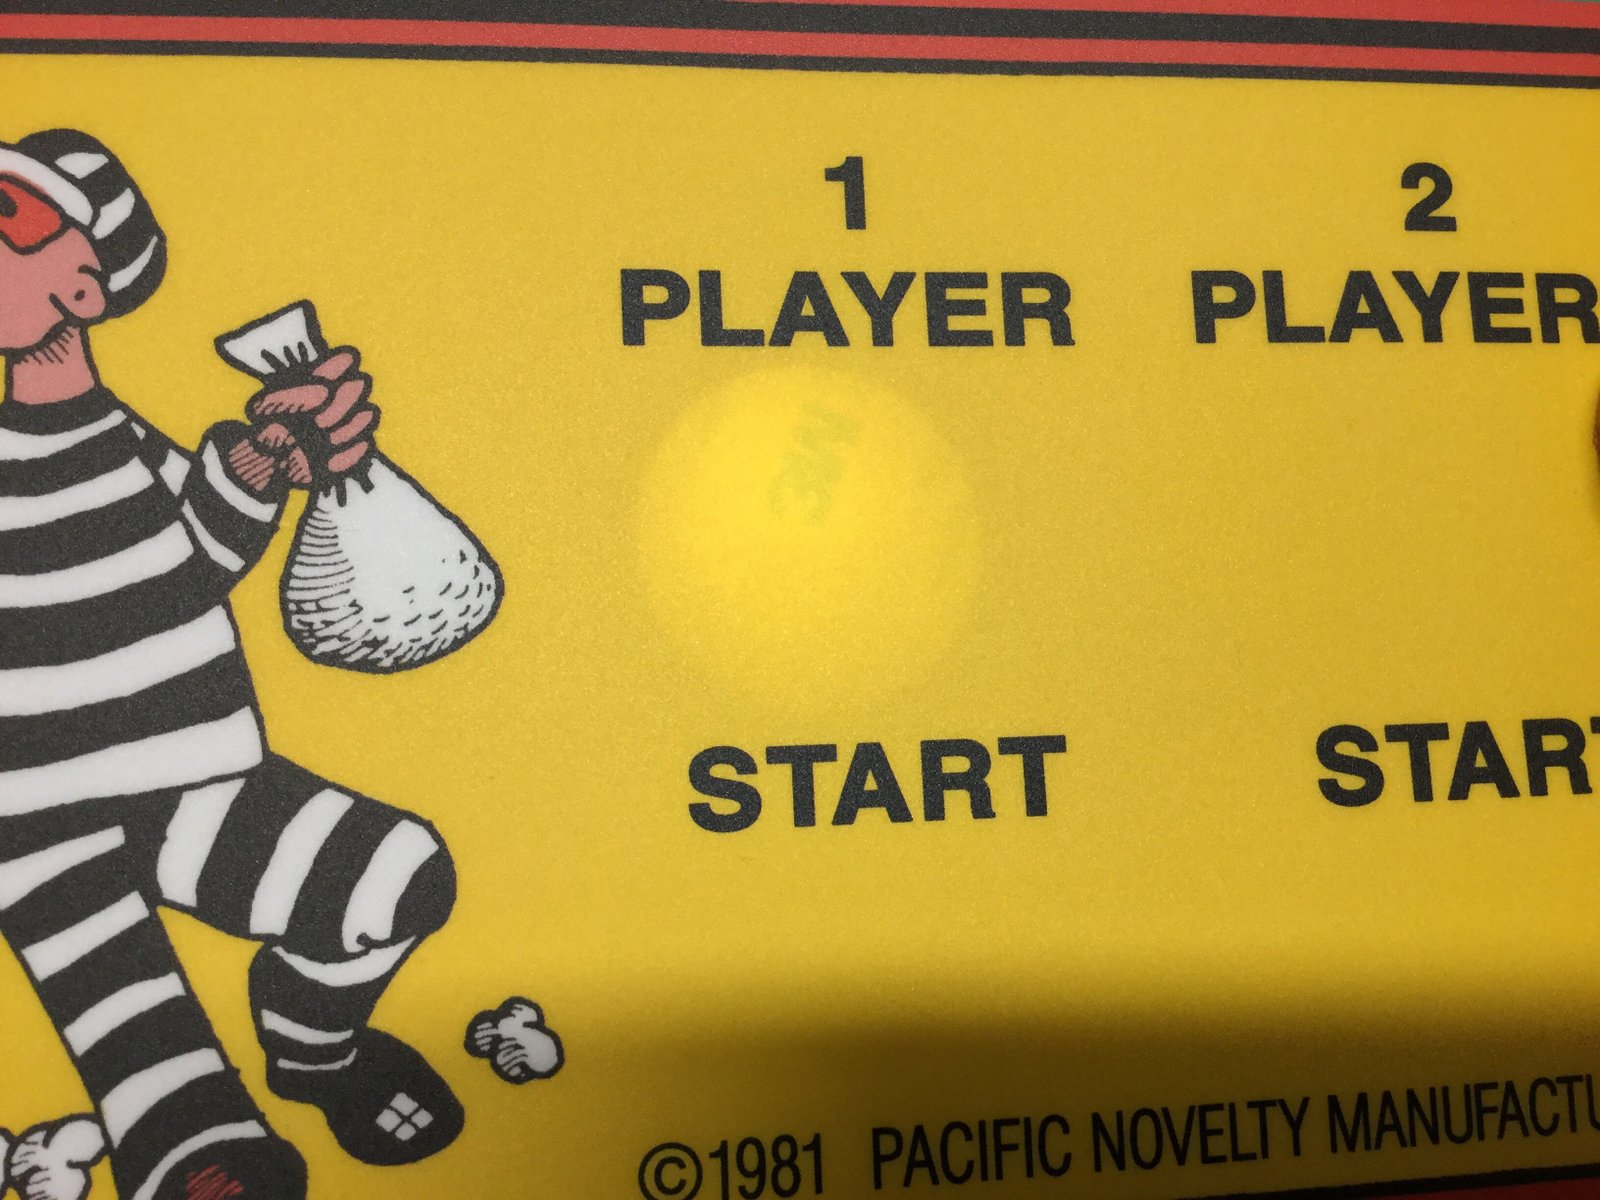 1 2
PLAYER PLAYER
START START
©1981 PACIFIC NOVELTY MANUFACTU